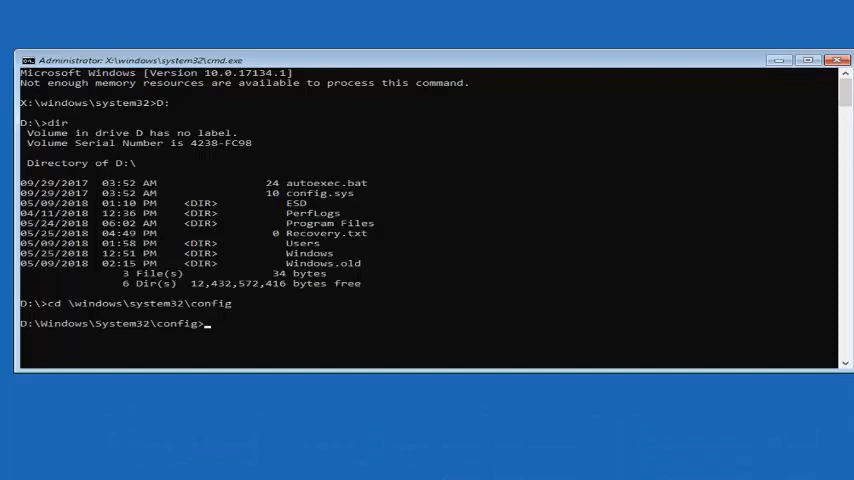 Administrator: X:\windows\system32\cmd.exe
Microsoft Windows [Version 10.0.17134.1]
Not enough memory resources are available to process this command.
X:\windows\system32>D:
D:\>dir
Volume in drive D has no label.
Volume Serial Number is 4238-FC98
Directory of D:\
09/29/2017 03:52 AM 24 autoexec.bat
09/29/2017 03:52 AM 10 config.sys
05/09/2018 01:10 PM <DIR> ESD
04/11/2018 12:36 PM <DIR> PerfLogs
05/24/2018 06:02 AM <DIR> Program Files
05/25/2018 04:49 PM 0 Recovery.txt
05/09/2018 01:58 PM <DIR> Users
05/25/2018 12:51 PM <DIR> Windows
05/09/2018 02:15 PM <DIR> Windows.old
3 File(s) 34 bytes
6 Dir(s) 12,432,572,416 bytes free
D:\>cd \windows\system32\config
D:\Windows\System32\config>_